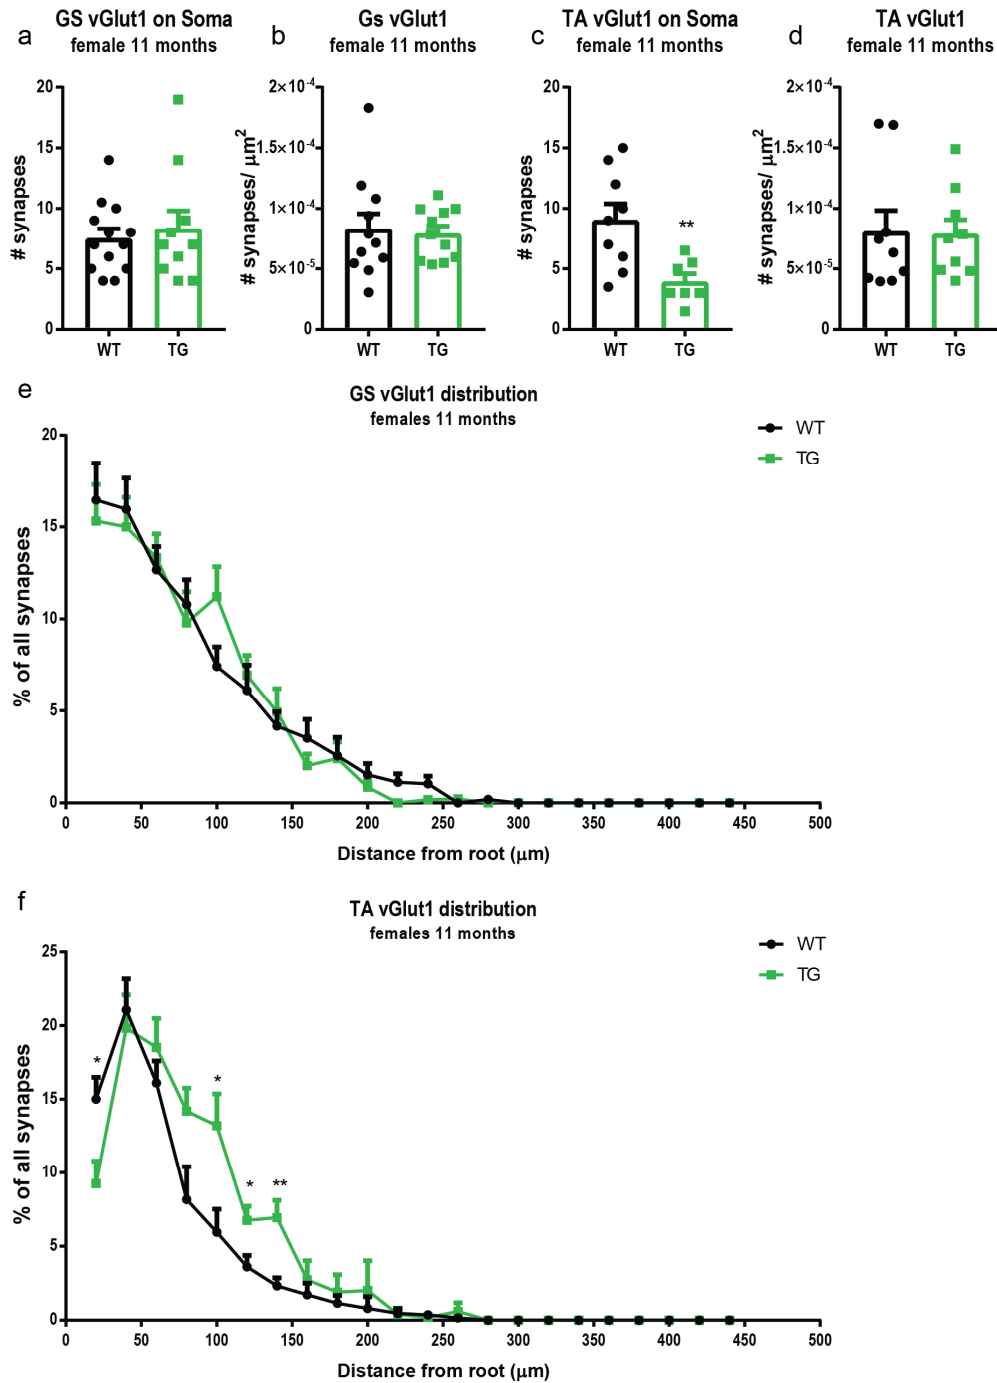 a
GS vGlut1 on Soma
female 11 months
# synapses
20
15
10
5
0
WT
TG
b
Gs vGlut1
female 11 months
# synapses/ μm²
2×10⁻⁴
1.5×10⁻⁴
1×10⁻⁴
5×10⁻⁵
0
WT
TG
c
TA vGlut1 on Soma
female 11 months
# synapses
20
15
10
5
0
**
WT
TG
d
TA vGlut1
female 11 months
# synapses/ μm²
2×10⁻⁴
1.5×10⁻⁴
1×10⁻⁴
5×10⁻⁵
0
WT
TG
e
GS vGlut1 distribution
females 11 months
WT
TG
% of all synapses
20
15
10
5
0
0 50 100 150 200 250 300 350 400 450 500
Distance from root (μm)
f
TA vGlut1 distribution
females 11 months
WT
TG
% of all synapses
25
20
15
10
5
0
*
*
*
**
0 50 100 150 200 250 300 350 400 450 500
Distance from root (μm)